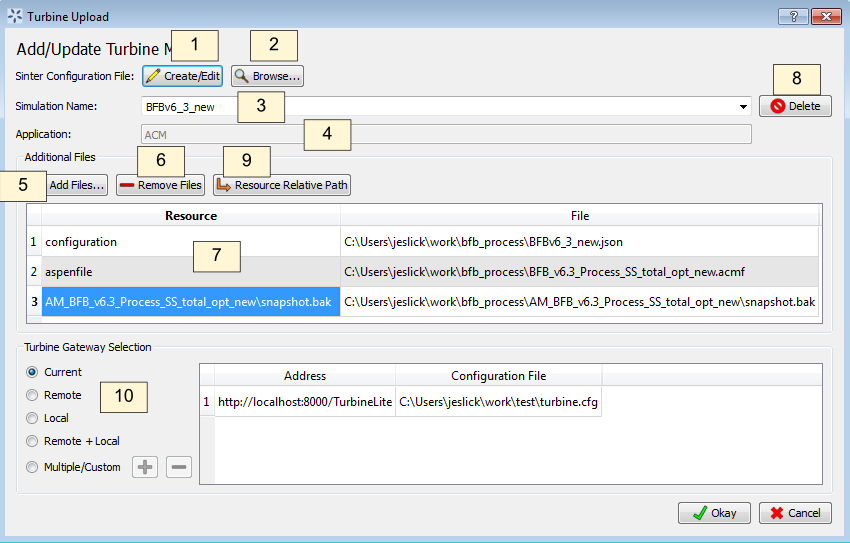 Turbine Upload
Add/Update Turbine M
1
2
Sinter Configuration File: Create/Edit Browse...
8
Simulation Name: BFBv6_3_new 3 Delete
Application: ACM 4
Additional Files
6
9
5 Add Files... Remove Files Resource Relative Path
Resource File
1 configuration C:\Users\jeslick\work\bfb_process\BFBv6_3_new.json
7
2 aspenfile C:\Users\jeslick\work\bfb_process\BFB_v6.3_Process_SS_total_opt_new.acmf
3 AM_BFB_v6.3_Process_SS_total_opt_new\snapshot.bak C:\Users\jeslick\work\bfb_process\AM_BFB_v6.3_Process_SS_total_opt_new\snapshot.bak
Turbine Gateway Selection
Current
Remote
10
Local
Remote + Local
Multiple/Custom
Address Configuration File
1 http://localhost:8000/TurbineLite C:\Users\jeslick\work\test\turbine.cfg
Okay Cancel